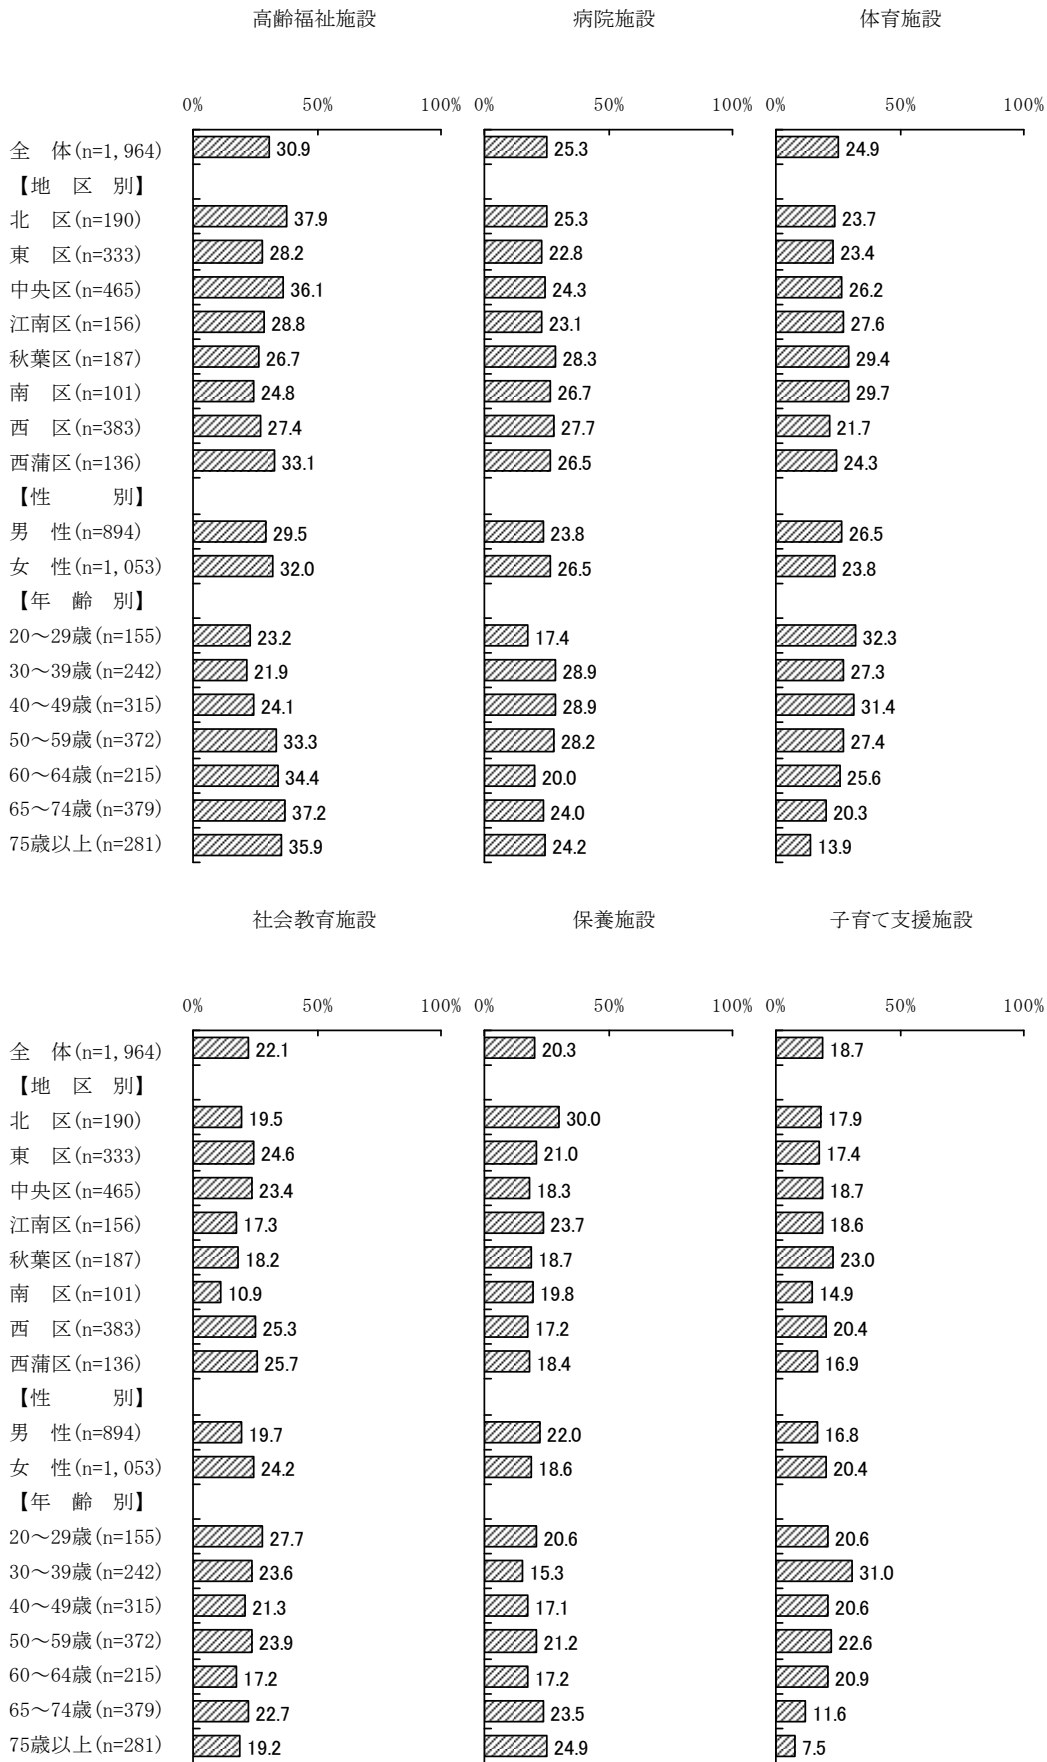 高齢福祉施設 病院施設 体育施設
0% 50% 100% 0% 50% 100% 0% 50% 100%
全 体(n=1,964) 30.9 25.3 24.9
【地 区 別】
北 区(n=190) 37.9 25.3 23.7
東 区(n=333) 28.2 22.8 23.4
中央区(n=465) 36.1 24.3 26.2
江南区(n=156) 28.8 23.1 27.6
秋葉区(n=187) 26.7 28.3 29.4
南 区(n=101) 24.8 26.7 29.7
西 区(n=383) 27.4 27.7 21.7
西蒲区(n=136) 33.1 26.5 24.3
【性 別】
男 性(n=894) 29.5 23.8 26.5
女 性(n=1,053) 32.0 26.5 23.8
【年 齢 別】
20～29歳(n=155) 23.2 17.4 32.3
30～39歳(n=242) 21.9 28.9 27.3
40～49歳(n=315) 24.1 28.9 31.4
50～59歳(n=372) 33.3 28.2 27.4
60～64歳(n=215) 34.4 20.0 25.6
65～74歳(n=379) 37.2 24.0 20.3
75歳以上(n=281) 35.9 24.2 13.9
社会教育施設 保養施設 子育て支援施設
0% 50% 100% 0% 50% 100% 0% 50% 100%
全 体(n=1,964) 22.1 20.3 18.7
【地 区 別】
北 区(n=190) 19.5 30.0 17.9
東 区(n=333) 24.6 21.0 17.4
中央区(n=465) 23.4 18.3 18.7
江南区(n=156) 17.3 23.7 18.6
秋葉区(n=187) 18.2 18.7 23.0
南 区(n=101) 10.9 19.8 14.9
西 区(n=383) 25.3 17.2 20.4
西蒲区(n=136) 25.7 18.4 16.9
【性 別】
男 性(n=894) 19.7 22.0 16.8
女 性(n=1,053) 24.2 18.6 20.4
【年 齢 別】
20～29歳(n=155) 27.7 20.6 20.6
30～39歳(n=242) 23.6 15.3 31.0
40～49歳(n=315) 21.3 17.1 20.6
50～59歳(n=372) 23.9 21.2 22.6
60～64歳(n=215) 17.2 17.2 20.9
65～74歳(n=379) 22.7 23.5 11.6
75歳以上(n=281) 19.2 24.9 7.5